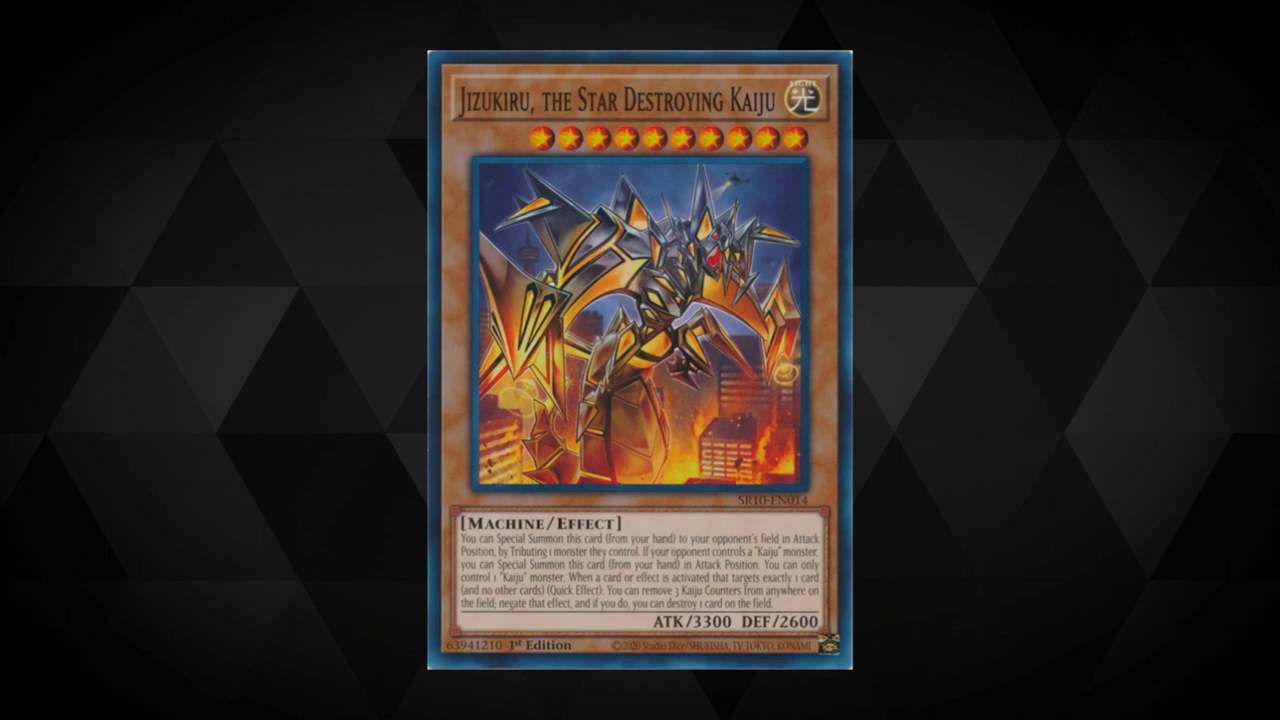 JIZUKIRU, THE STAR DESTROYING KAIJU
LIGHT
光
SR10-EN014
[MACHINE/EFFECT]
You can Special Summon this card (from your hand) to your opponent's field in Attack
Position, by Tributing 1 monster they control. If your opponent controls a "Kaiju" monster,
you can Special Summon this card (from your hand) in Attack Position. You can only
control 1 "Kaiju" monster. When a card or effect is activated that targets exactly 1 card
(and no other cards) (Quick Effect): You can remove 3 Kaiju Counters from anywhere on
the field; negate that effect, and if you do, you can destroy 1 card on the field.
ATK/3300 DEF/2600
63941210 1st Edition ©2020 Studio Dice/SHUEISHA, TV TOKYO, KONAMI